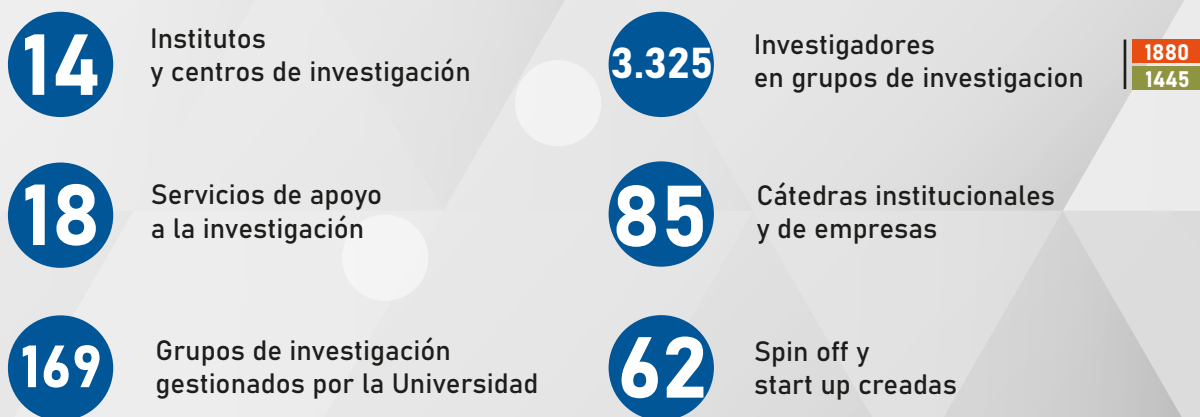 14
Institutos
y centros de investigación
3.325
Investigadores
en grupos de investigacion
1880
1445
18
Servicios de apoyo
a la investigación
85
Cátedras institucionales
y de empresas
169
Grupos de investigación
gestionados por la Universidad
62
Spin off y
start up creadas